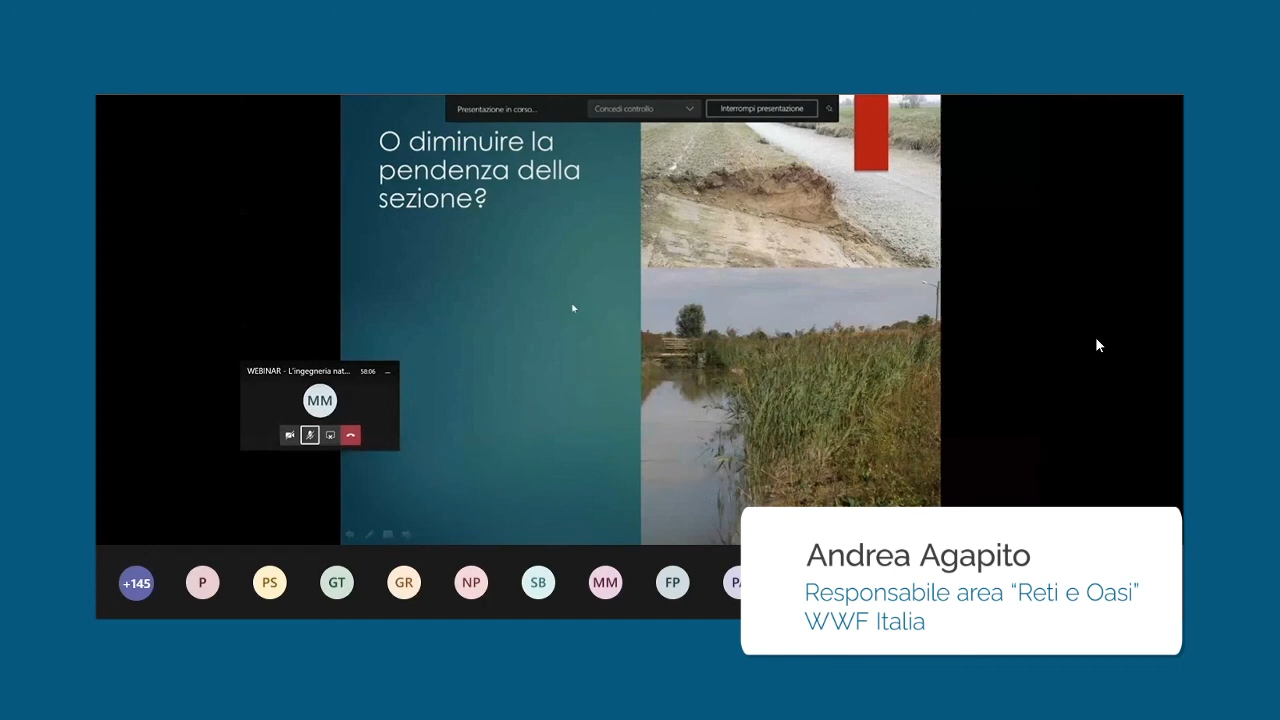 Presentazione in corso...
Concedi controllo
Interrompi presentazione
O diminuire la
pendenza della
sezione?
WEBINAR - L'ingegneria nat...
58:06
MM
+145
P
PS
GT
GR
NP
SB
MM
FP
Andrea Agapito
Responsabile area “Reti e Oasi”
WWF Italia